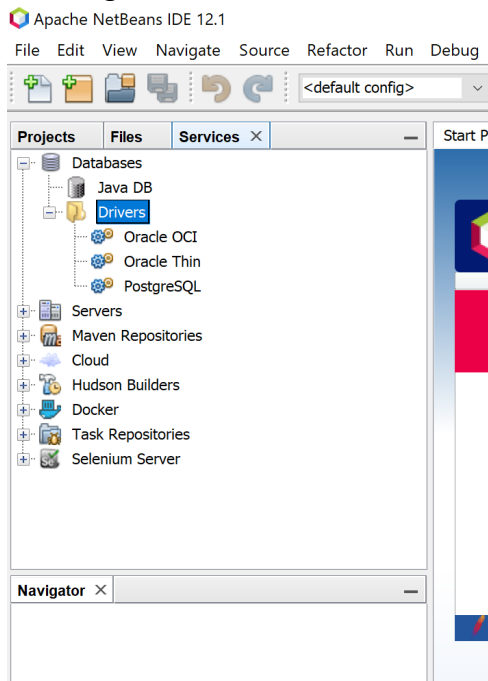 Apache NetBeans IDE 12.1
File Edit View Navigate Source Refactor Run Debug
<default config>
Projects Files Services
Start P
Databases
Java DB
Drivers
Oracle OCI
Oracle Thin
PostgreSQL
Servers
Maven Repositories
Cloud
Hudson Builders
Docker
Task Repositories
Selenium Server
Navigator